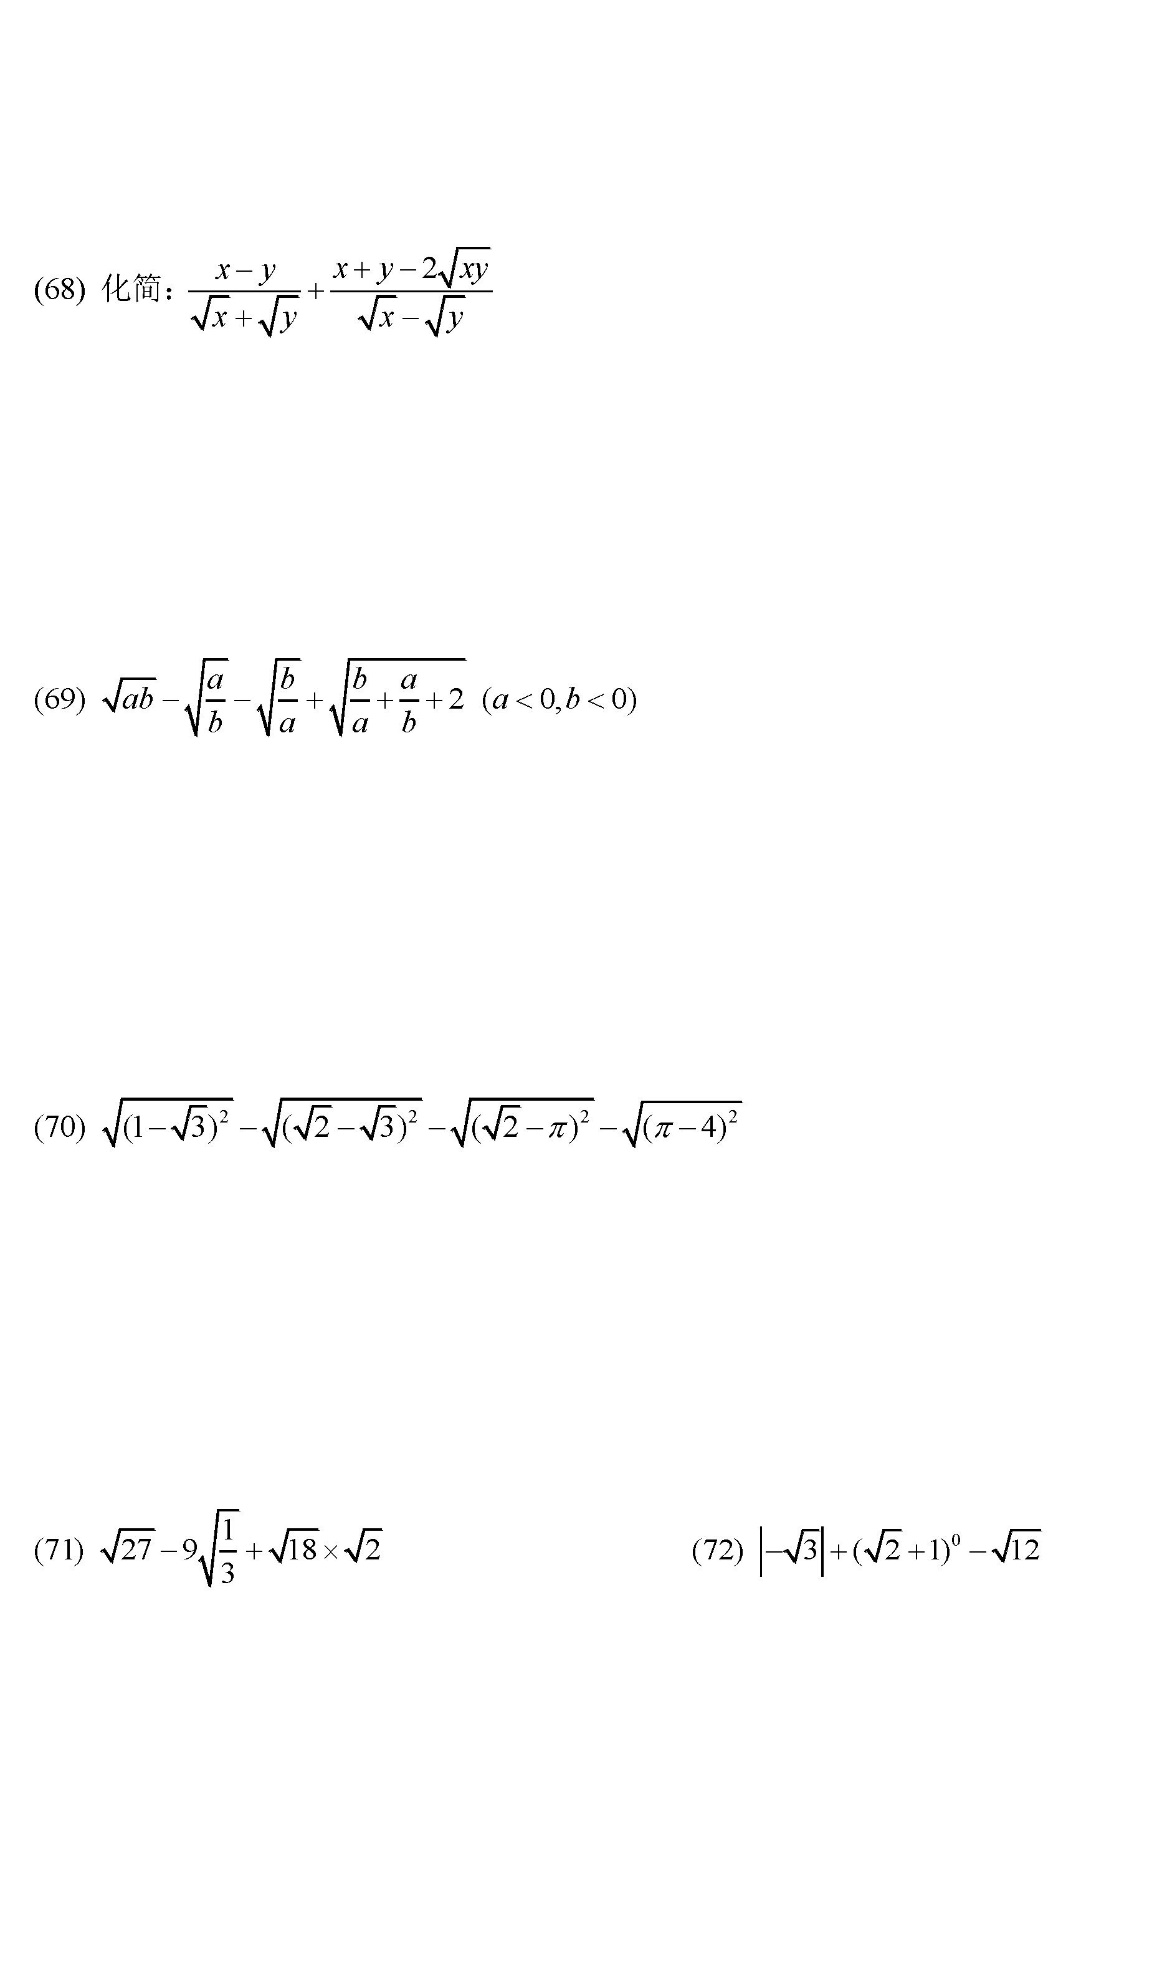 (68) 化简：$\frac{x-y}{\sqrt{x}+\sqrt{y}}+\frac{x+y-2\sqrt{xy}}{\sqrt{x}-\sqrt{y}}$
(69) $\sqrt{ab}-\sqrt{\frac{a}{b}}-\sqrt{\frac{b}{a}}+\sqrt{\frac{b}{a}+\frac{a}{b}+2}$ $(a<0,b<0)$
(70) $\sqrt{(1-\sqrt{3})^2}-\sqrt{(\sqrt{2}-\sqrt{3})^2}-\sqrt{(\sqrt{2}-\pi)^2}-\sqrt{(\pi-4)^2}$
(71) $\sqrt{27}-9\sqrt{\frac{1}{3}}+\sqrt{18}\times\sqrt{2}$ (72) $\left|-\sqrt{3}\right|+(\sqrt{2}+1)^0-\sqrt{12}$